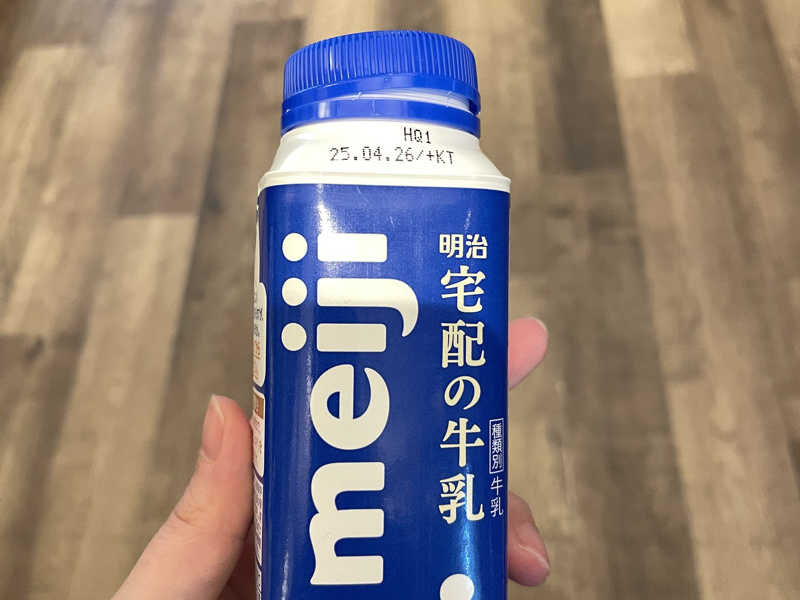 HQ1
25.04.26/+KT
meiji
明治
宅配の牛乳
種類別 牛乳